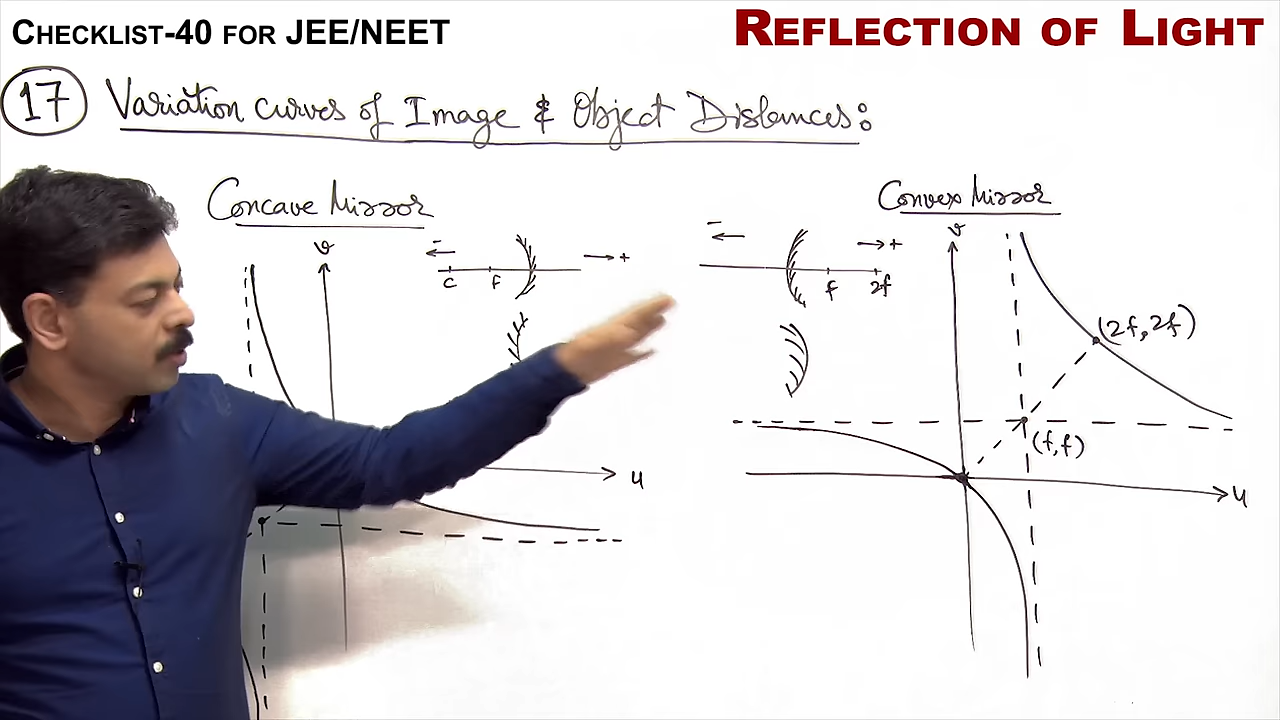 CHECKLIST-40 FOR JEE/NEET
REFLECTION OF LIGHT
17 Variation curves of Image & Object Distances:
Concave Mirror
v
- +
C F
u
Convex Mirror
- +
f 2f
v
(2f,2f)
(f,f)
u